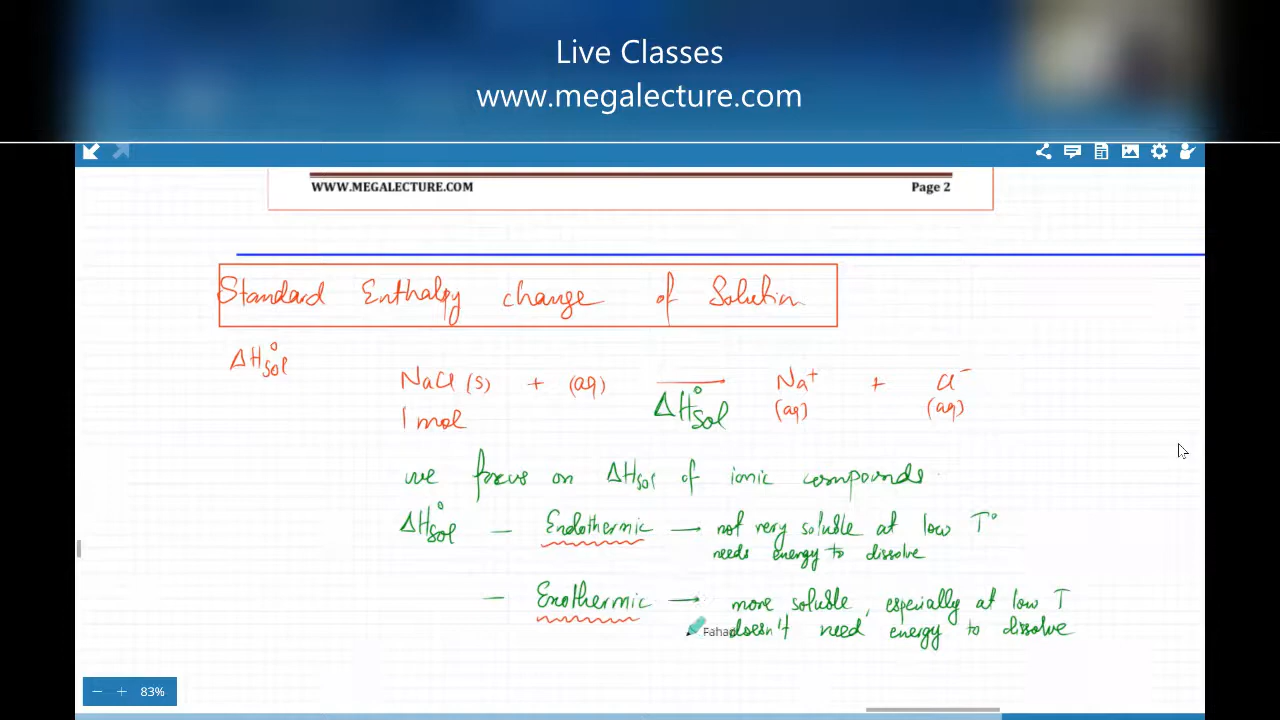 Live Classes
www.megalecture.com
WWW.MEGALECTURE.COM Page 2
Standard Enthalpy change of Solution
ΔH°sol
NaCl (s) + (aq) ΔH°sol Na⁺ (aq) + Cl⁻ (aq)
1 mol
we focus on ΔHsol of ionic compounds
ΔH°sol – Endothermic → not very soluble at low T°
needs energy to dissolve
– Exothermic → more soluble, especially at low T
doesn't need energy to dissolve
83%